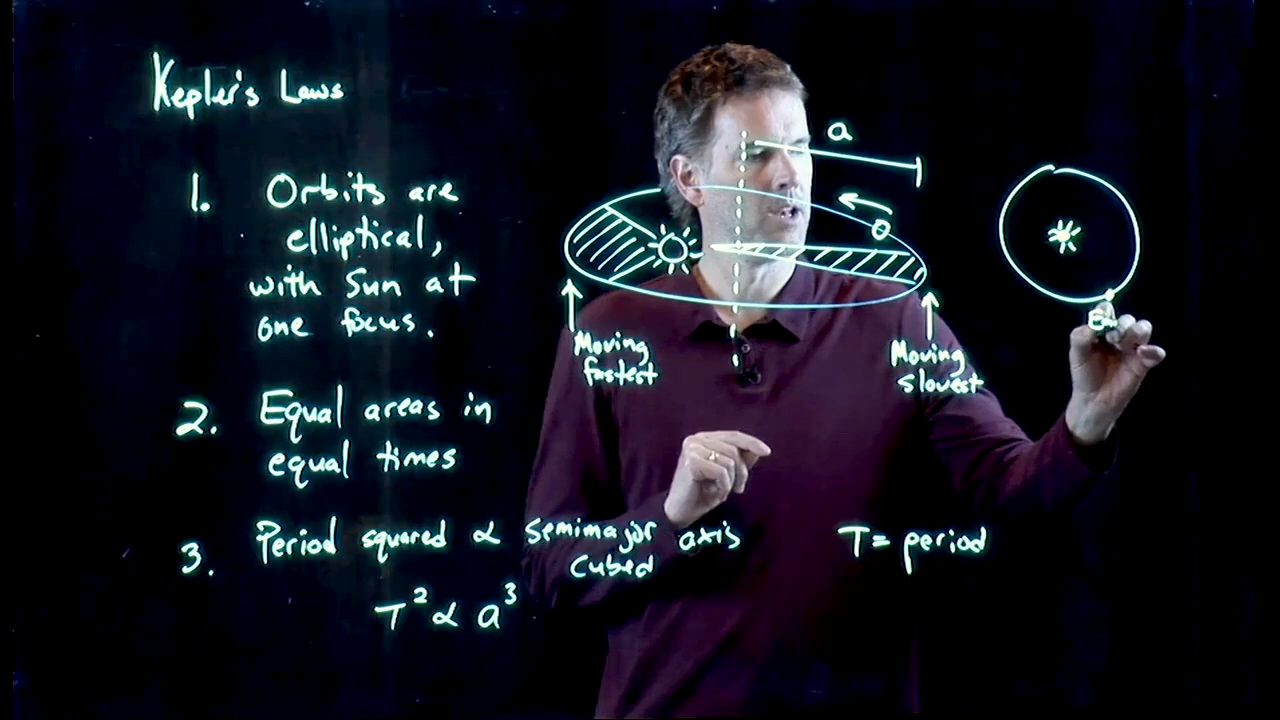 Kepler's Laws
1. Orbits are
elliptical,
with Sun at
one focus.
2. Equal areas in
equal times
3. Period squared ∝ semimajor axis
cubed
T² ∝ a³
a
Moving
fastest
Moving
slowest
T = period